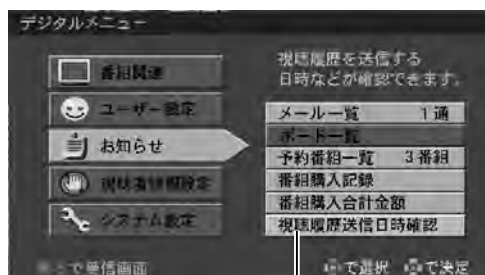 デジタルメニュー
視聴履歴を送信する
日時などが確認できます。
番組関連
ユーザー設定
お知らせ
視聴者情報設定
システム設定
メール一覧 1通
ボード一覧
予約番組一覧 3番組
番組購入記録
番組購入合計金額
視聴履歴送信日時確認
で受信画面
で選択 で決定